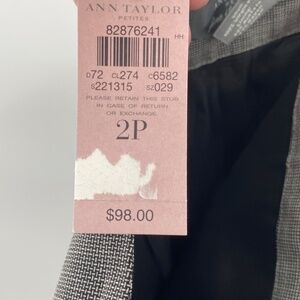 ANN TAYLOR
PETITES
82876241
HH
D72 CL274 C6582
S221315 SZ029
PLEASE RETAIN THIS STUB
IN CASE OF RETURN
OR EXCHANGE
2P
$98.00